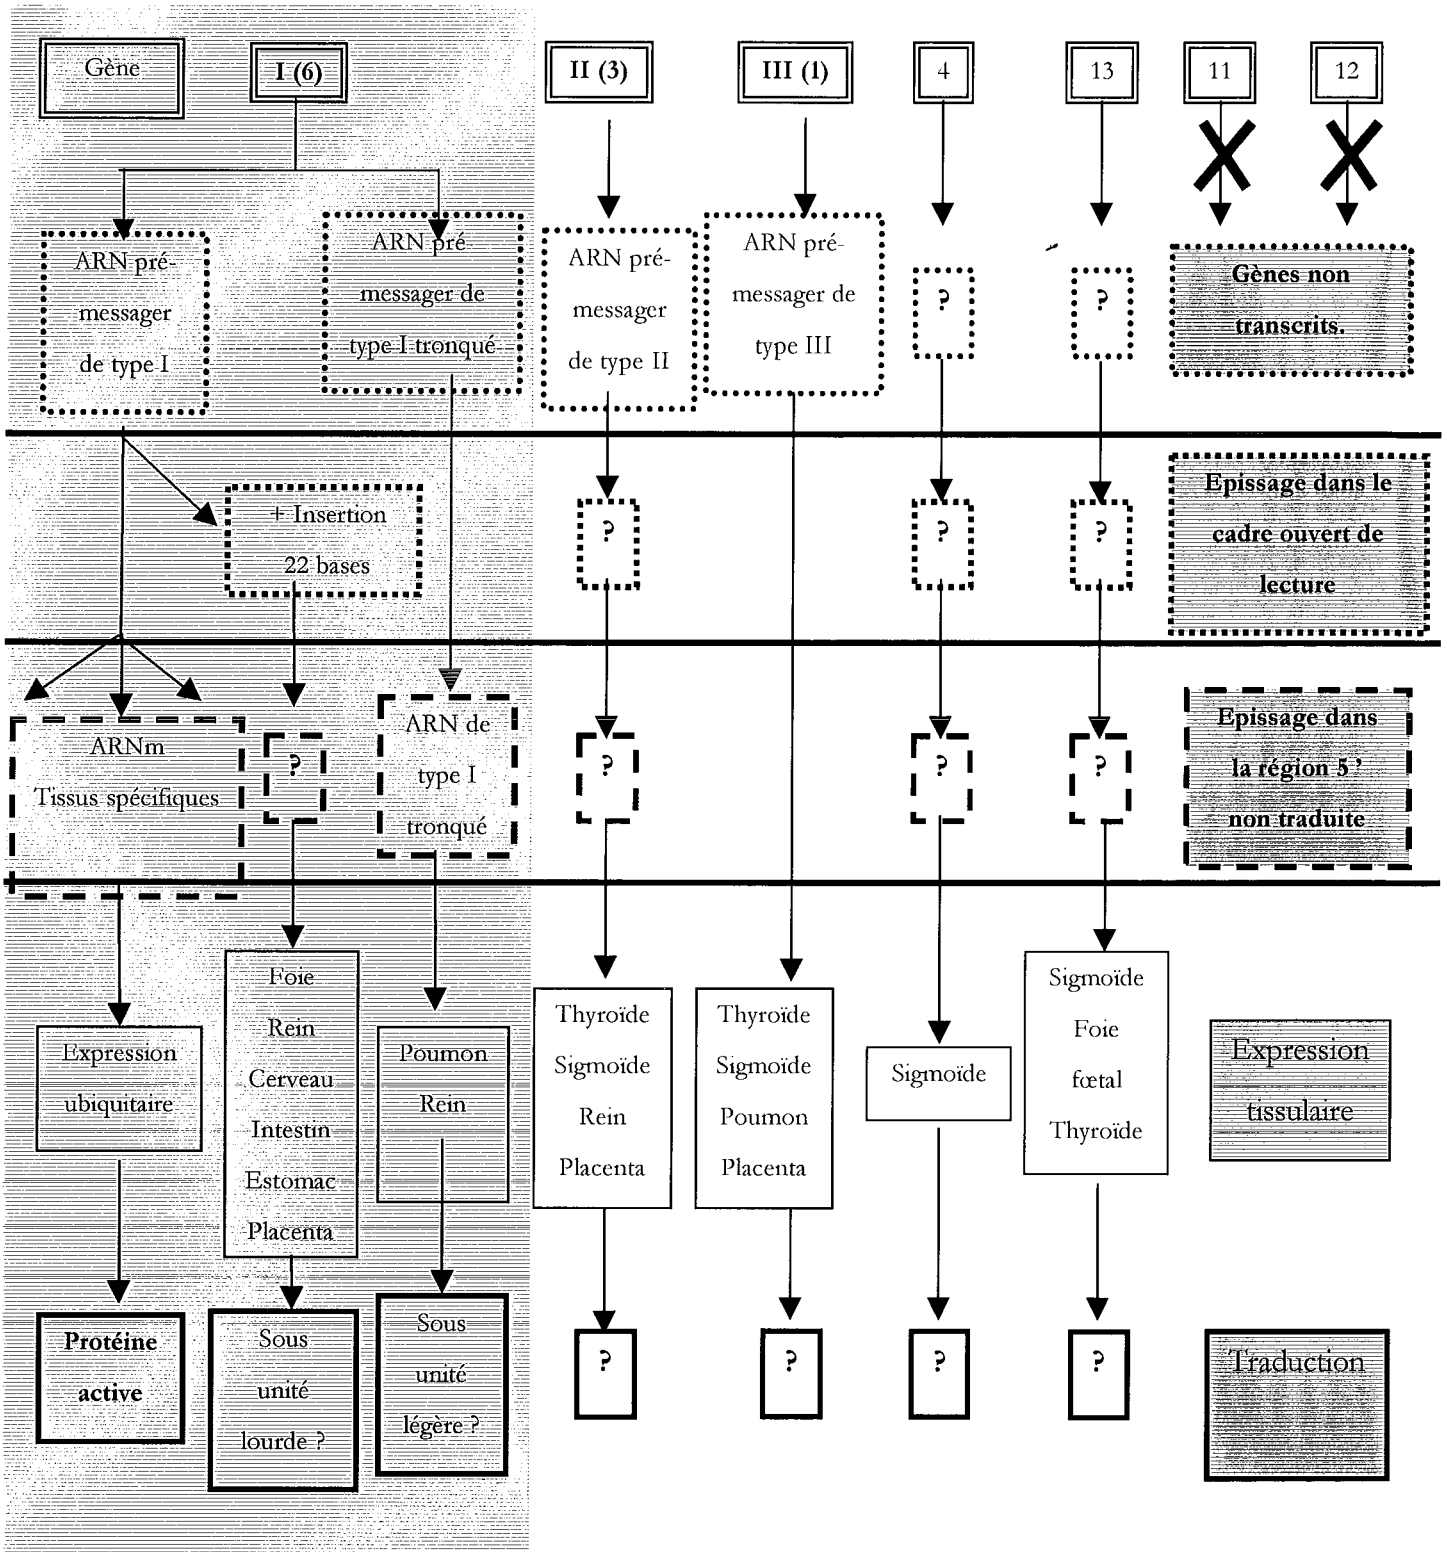 Gène
I (6)
II (3)
III (1)
4
13
11
12
ARN pré-
messager
de type I
ARN pré
messager de
type I tronqué
ARN pré-
messager
de type II
ARN pré-
messager de
type III
?
?
Gènes non
transcrits.
+ Insertion
22 bases
?
?
?
Epissage dans le
cadre ouvert de
lecture
ARNm
Tissus spécifiques
?
ARN de
type I
tronqué
?
?
?
Epissage dans
la région 5 '
non traduite
Expression
ubiquitaire
Foie
Rein
Cerveau
Intestin
Estomac
Placenta
Poumon
Rein
Thyroïde
Sigmoïde
Rein
Placenta
Thyroïde
Sigmoïde
Poumon
Placenta
Sigmoïde
Sigmoïde
Foie
fœtal
Thyroïde
Expression
tissulaire
Protéine
active
Sous
unité
lourde ?
Sous
unité
légère ?
?
?
?
?
Traduction